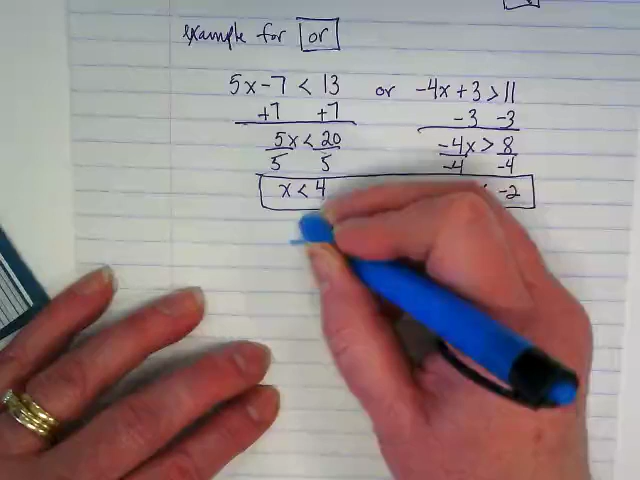 example for or
5x-7 < 13 or -4x+3 > 11
+7 +7 -3 -3
5x < 20 -4x > 8
5 5 -4 -4
x < 4 -2